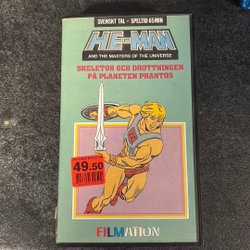 SVENSKT TAL - SPELTID 65 MIN
HE-MAN
AND THE MASTERS OF THE UNIVERSE
SKELETOR OCH DROTTNINGEN
PÅ PLANETEN PHANTOS
49.50
FILMATION